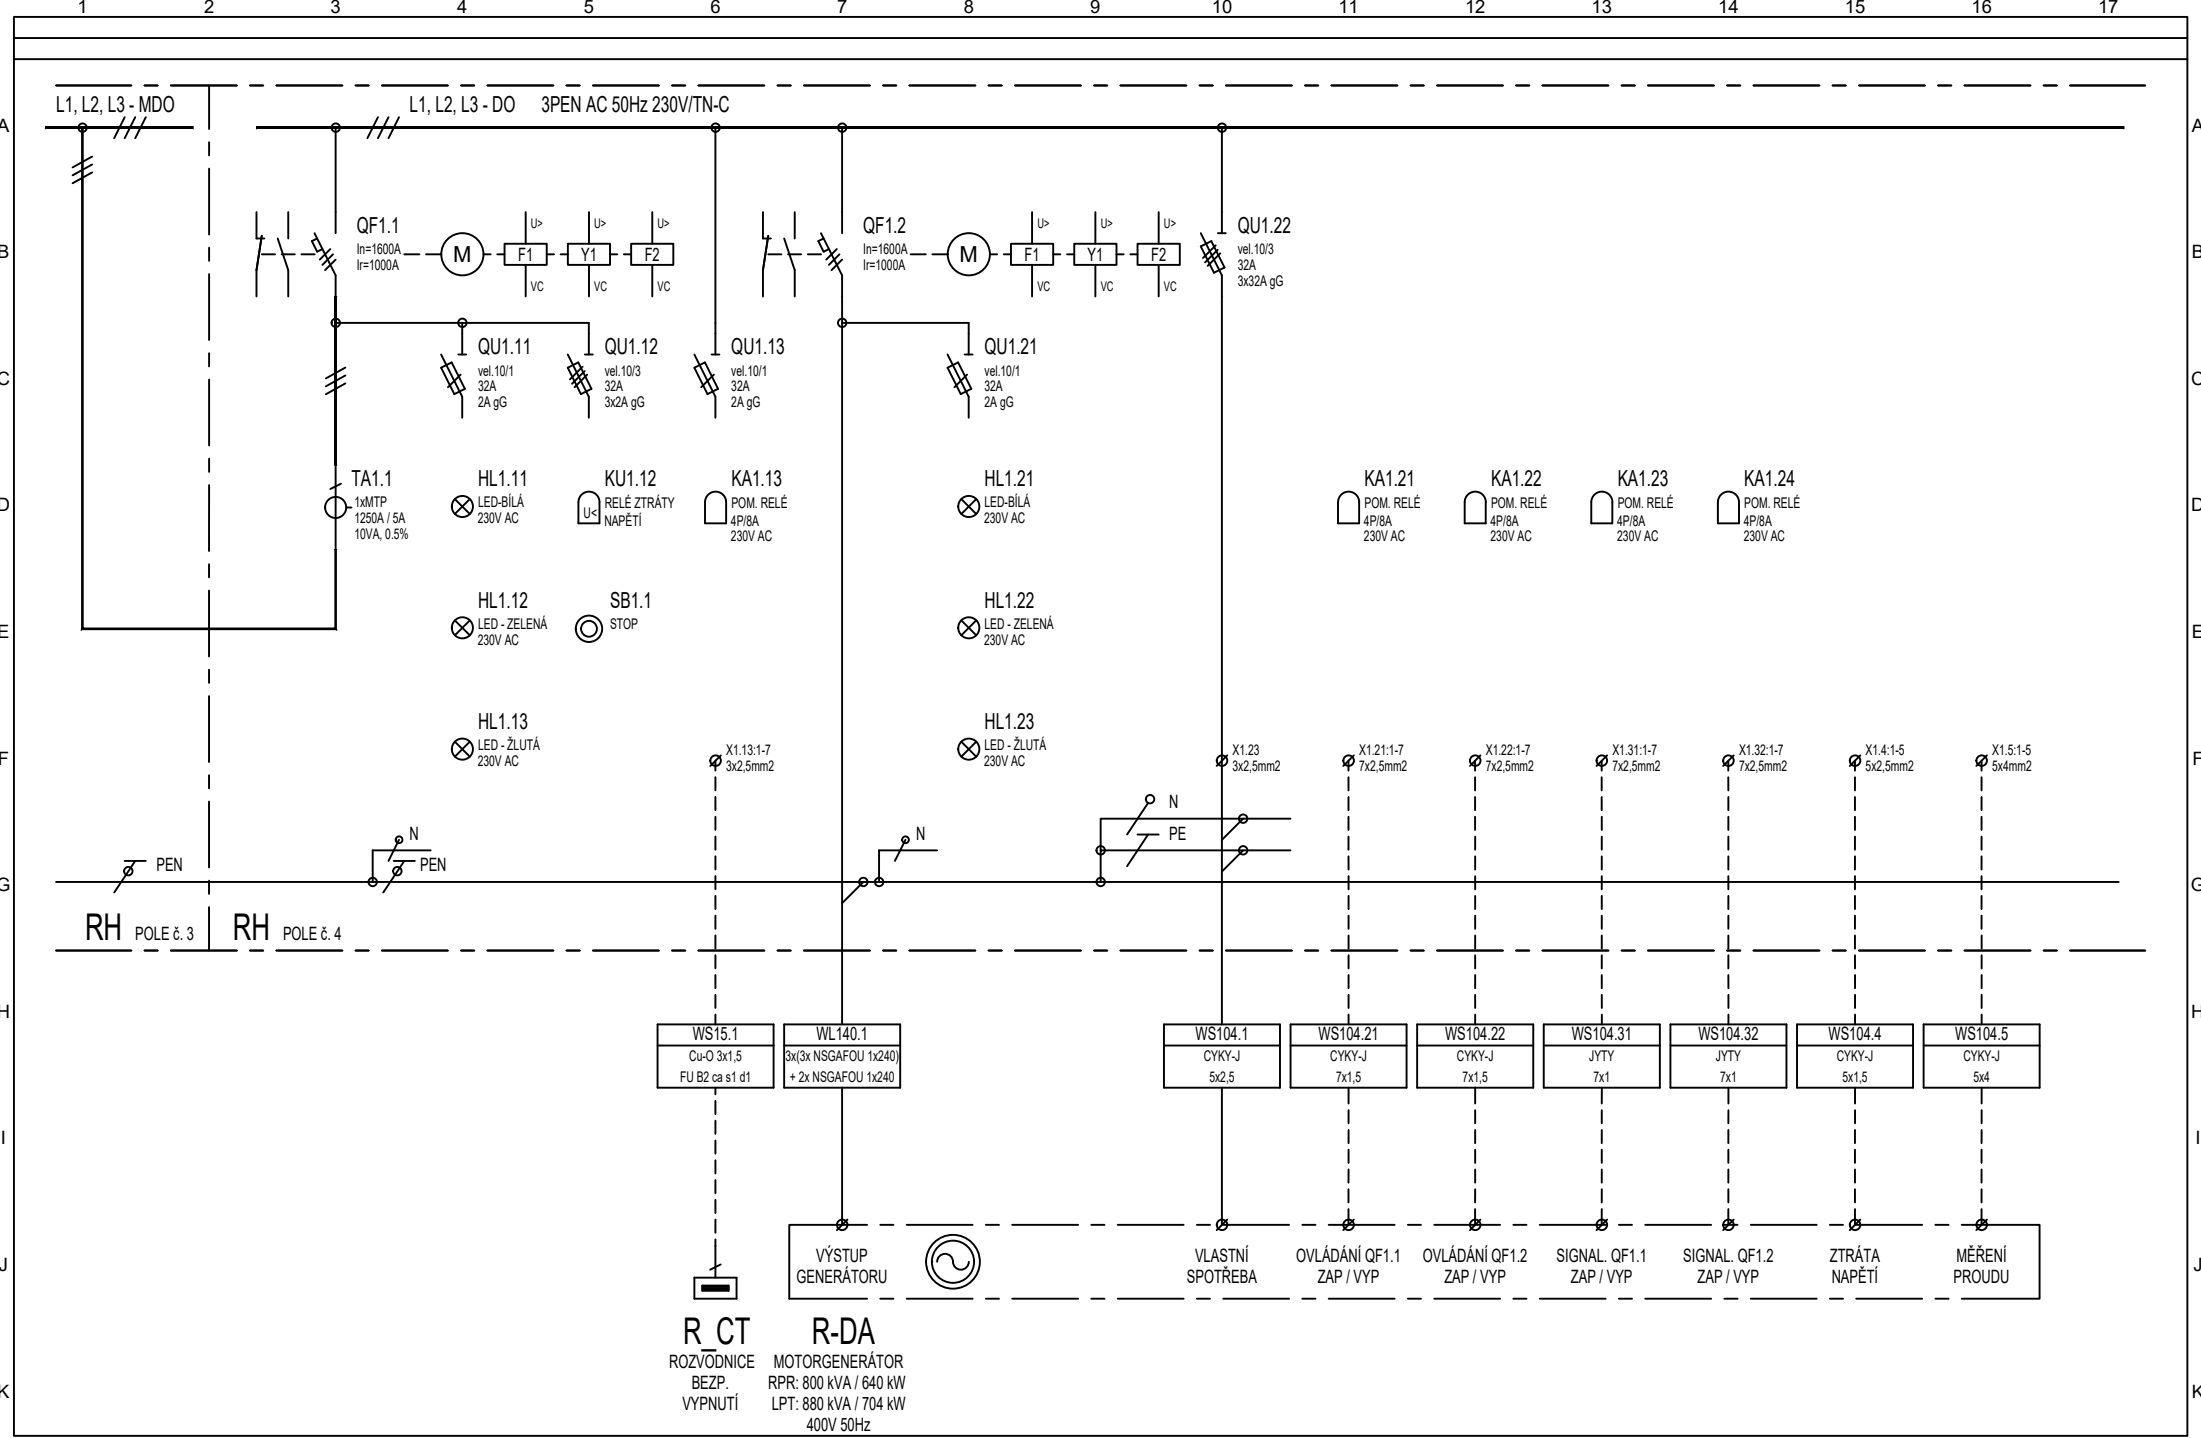 1 2 3 4 5 6 7 8 9 10 11 12 13 14 15 16 17
L1, L2, L3 - MDO
L1, L2, L3 - DO 3PEN AC 50Hz 230V/TN-C
A A
QF1.1
In=1600A
Ir=1000A
M
U> U> U>
F1 Y1 F2
VC VC VC
QF1.2
In=1600A
Ir=1000A
M
U> U> U>
F1 Y1 F2
VC VC VC
QU1.22
vel.10/3
32A
3x32A gG
B B
QU1.11
vel.10/1
32A
2A gG
QU1.12
vel.10/3
32A
3x2A gG
QU1.13
vel.10/1
32A
2A gG
QU1.21
vel.10/1
32A
2A gG
C C
TA1.1
1xMTP
1250A / 5A
10VA, 0.5%
HL1.11
LED-BÍLÁ
230V AC
KU1.12
U<
RELÉ ZTRÁTY
NAPĚTÍ
KA1.13
POM. RELÉ
4P/8A
230V AC
HL1.21
LED-BÍLÁ
230V AC
KA1.21
POM. RELÉ
4P/8A
230V AC
KA1.22
POM. RELÉ
4P/8A
230V AC
KA1.23
POM. RELÉ
4P/8A
230V AC
KA1.24
POM. RELÉ
4P/8A
230V AC
D D
HL1.12
LED - ZELENÁ
230V AC
SB1.1
STOP
HL1.22
LED - ZELENÁ
230V AC
E E
HL1.13
LED - ŽLUTÁ
230V AC
X1.13:1-7
3x2,5mm2
HL1.23
LED - ŽLUTÁ
230V AC
X1.23
3x2,5mm2
X1.21:1-7
7x2,5mm2
X1.22:1-7
7x2,5mm2
X1.31:1-7
7x2,5mm2
X1.32:1-7
7x2,5mm2
X1.4:1-5
5x2,5mm2
X1.5:1-5
5x4mm2
F F
N
PE
N
N
PEN
PEN
G G
RH POLE č. 3
RH POLE č. 4
H H
WS15.1
Cu-O 3x1,5
FU B2 ca s1 d1
WL140.1
3x(3x NSGAFOU 1x240)
+ 2x NSGAFOU 1x240
WS104.1
CYKY-J
5x2,5
WS104.21
CYKY-J
7x1,5
WS104.22
CYKY-J
7x1,5
WS104.31
JYTY
7x1
WS104.32
JYTY
7x1
WS104.4
CYKY-J
5x1,5
WS104.5
CYKY-J
5x4
I I
VÝSTUP
GENERÁTORU
VLASTNÍ
SPOTŘEBA
OVLÁDÁNÍ QF1.1
ZAP / VYP
OVLÁDÁNÍ QF1.2
ZAP / VYP
SIGNAL. QF1.1
ZAP / VYP
SIGNAL. QF1.2
ZAP / VYP
ZTRÁTA
NAPĚTÍ
MĚŘENÍ
PROUDU
J J
R_CT
ROZVODNICE
BEZP.
VYPNUTÍ
R-DA
MOTORGENERÁTOR
RPR: 800 kVA / 640 kW
LPT: 880 kVA / 704 kW
400V 50Hz
K K